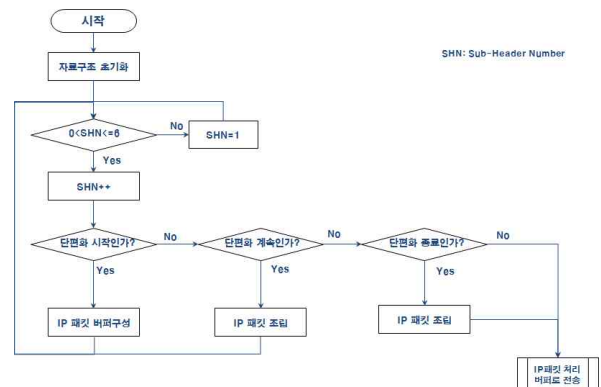 시작
SHN: Sub-Header Number
자료구조 초기화
0<SHN<=6
No
SHN=1
Yes
SHN++
단편화 시작인가?
No
단편화 계속인가?
No
단편화 종료인가?
No
Yes
Yes
Yes
IP 패킷 버퍼구성
IP 패킷 조립
IP 패킷 조립
IP패킷 처리
버퍼로 전송